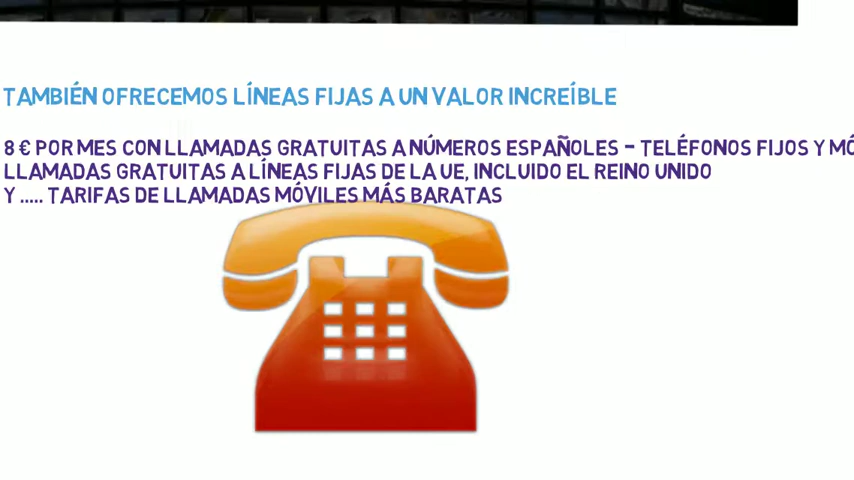 TAMBIÉN OFRECEMOS LÍNEAS FIJAS A UN VALOR INCREÍBLE
8 € POR MES CON LLAMADAS GRATUITAS A NÚMEROS ESPAÑOLES - TELÉFONOS FIJOS Y
LLAMADAS GRATUITAS A LÍNEAS FIJAS DE LA UE, INCLUIDO EL REINO UNIDO
Y ..... TARIFAS DE LLAMADAS MÓVILES MÁS BARATAS